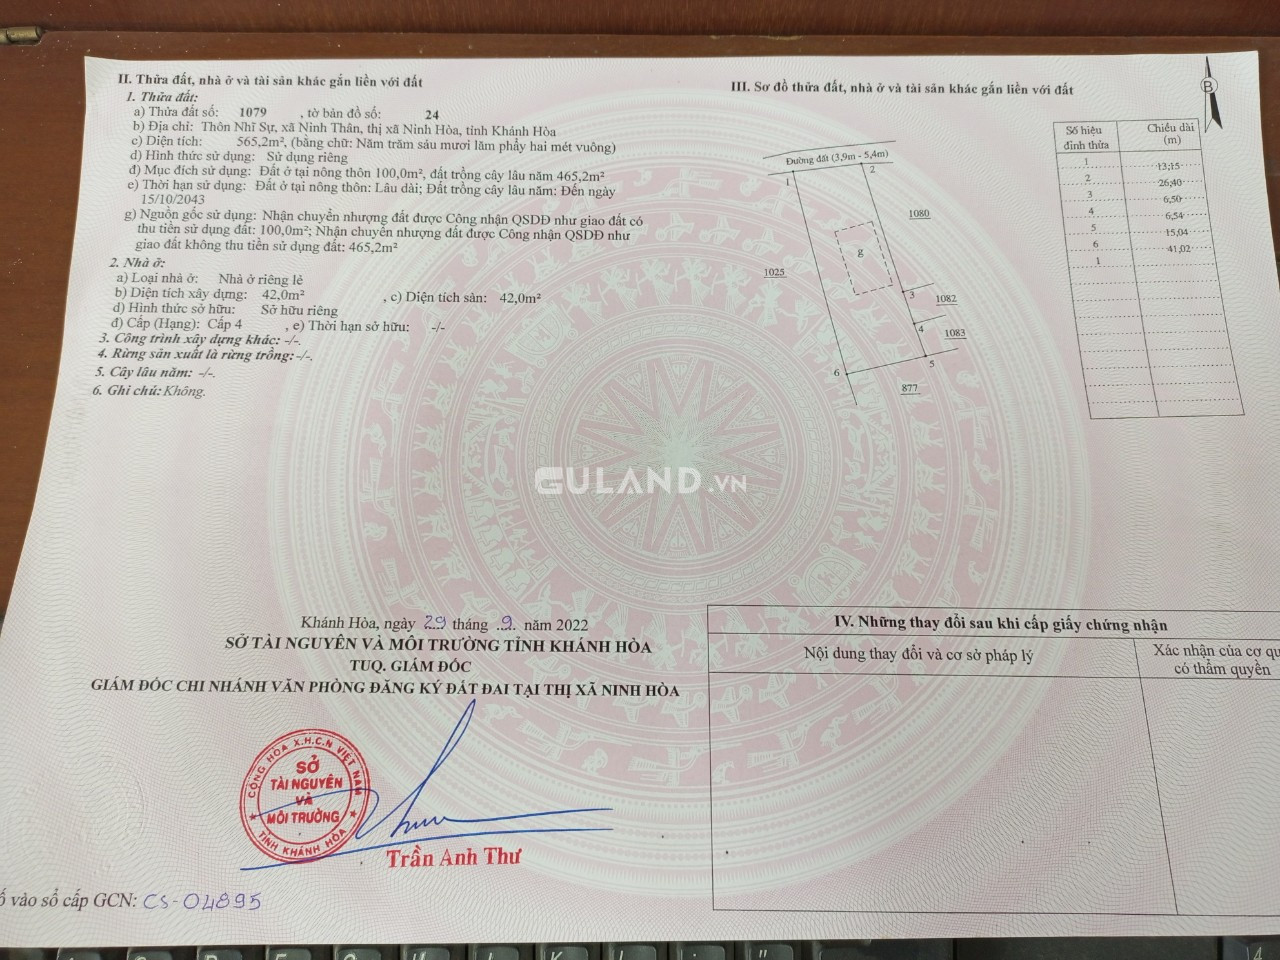 II. Thửa đất, nhà ở và tài sản khác gắn liền với đất
1. Thửa đất:
a) Thửa đất số: 1079 , tờ bản đồ số: 24
b) Địa chỉ: Thôn Nhĩ Sự, xã Ninh Thân, thị xã Ninh Hòa, tỉnh Khánh Hòa
c) Diện tích: 565,2m², (bằng chữ: Năm trăm sáu mươi lăm phẩy hai mét vuông)
d) Hình thức sử dụng: Sử dụng riêng
đ) Mục đích sử dụng: Đất ở tại nông thôn 100,0m², đất trồng cây lâu năm 465,2m²
e) Thời hạn sử dụng: Đất ở tại nông thôn: Lâu dài; Đất trồng cây lâu năm: Đến ngày
15/10/2043
g) Nguồn gốc sử dụng: Nhận chuyển nhượng đất được Công nhận QSDĐ như giao đất có
thu tiền sử dụng đất: 100,0m²; Nhận chuyển nhượng đất được Công nhận QSDĐ như
giao đất không thu tiền sử dụng đất: 465,2m²
2. Nhà ở:
a) Loại nhà ở: Nhà ở riêng lẻ
b) Diện tích xây dựng: 42,0m² , c) Diện tích sàn: 42,0m²
d) Hình thức sở hữu: Sở hữu riêng
đ) Cấp (Hạng): Cấp 4 , e) Thời hạn sở hữu: -/-
3. Công trình xây dựng khác: -/-.
4. Rừng sản xuất là rừng trồng: -/-.
5. Cây lâu năm: -/-.
6. Ghi chú: Không.
III. Sơ đồ thửa đất, nhà ở và tài sản khác gắn liền với đất
B
Đường đất (3,9m - 5,4m)
1
2
1080
g
1025
3
1082
4
1083
5
6
877
Số hiệu đỉnh thửa
Chiều dài (m)
1
13,15
2
26,40
3
6,50
4
6,54
5
15,04
6
41,02
1
GULAND.VN
Khánh Hòa, ngày 29 tháng 9 năm 2022
SỞ TÀI NGUYÊN VÀ MÔI TRƯỜNG TỈNH KHÁNH HÒA
TUQ. GIÁM ĐỐC
GIÁM ĐỐC CHI NHÁNH VĂN PHÒNG ĐĂNG KÝ ĐẤT ĐAI TẠI THỊ XÃ NINH HÒA
CỘNG HÒA X.H.C.N VIỆT NAM
SỞ
TÀI NGUYÊN
VÀ
MÔI TRƯỜNG
TỈNH KHÁNH HÒA
Trần Anh Thư
IV. Những thay đổi sau khi cấp giấy chứng nhận
Nội dung thay đổi và cơ sở pháp lý
Xác nhận của cơ qu
có thẩm quyền
ố vào sổ cấp GCN: CS-04895